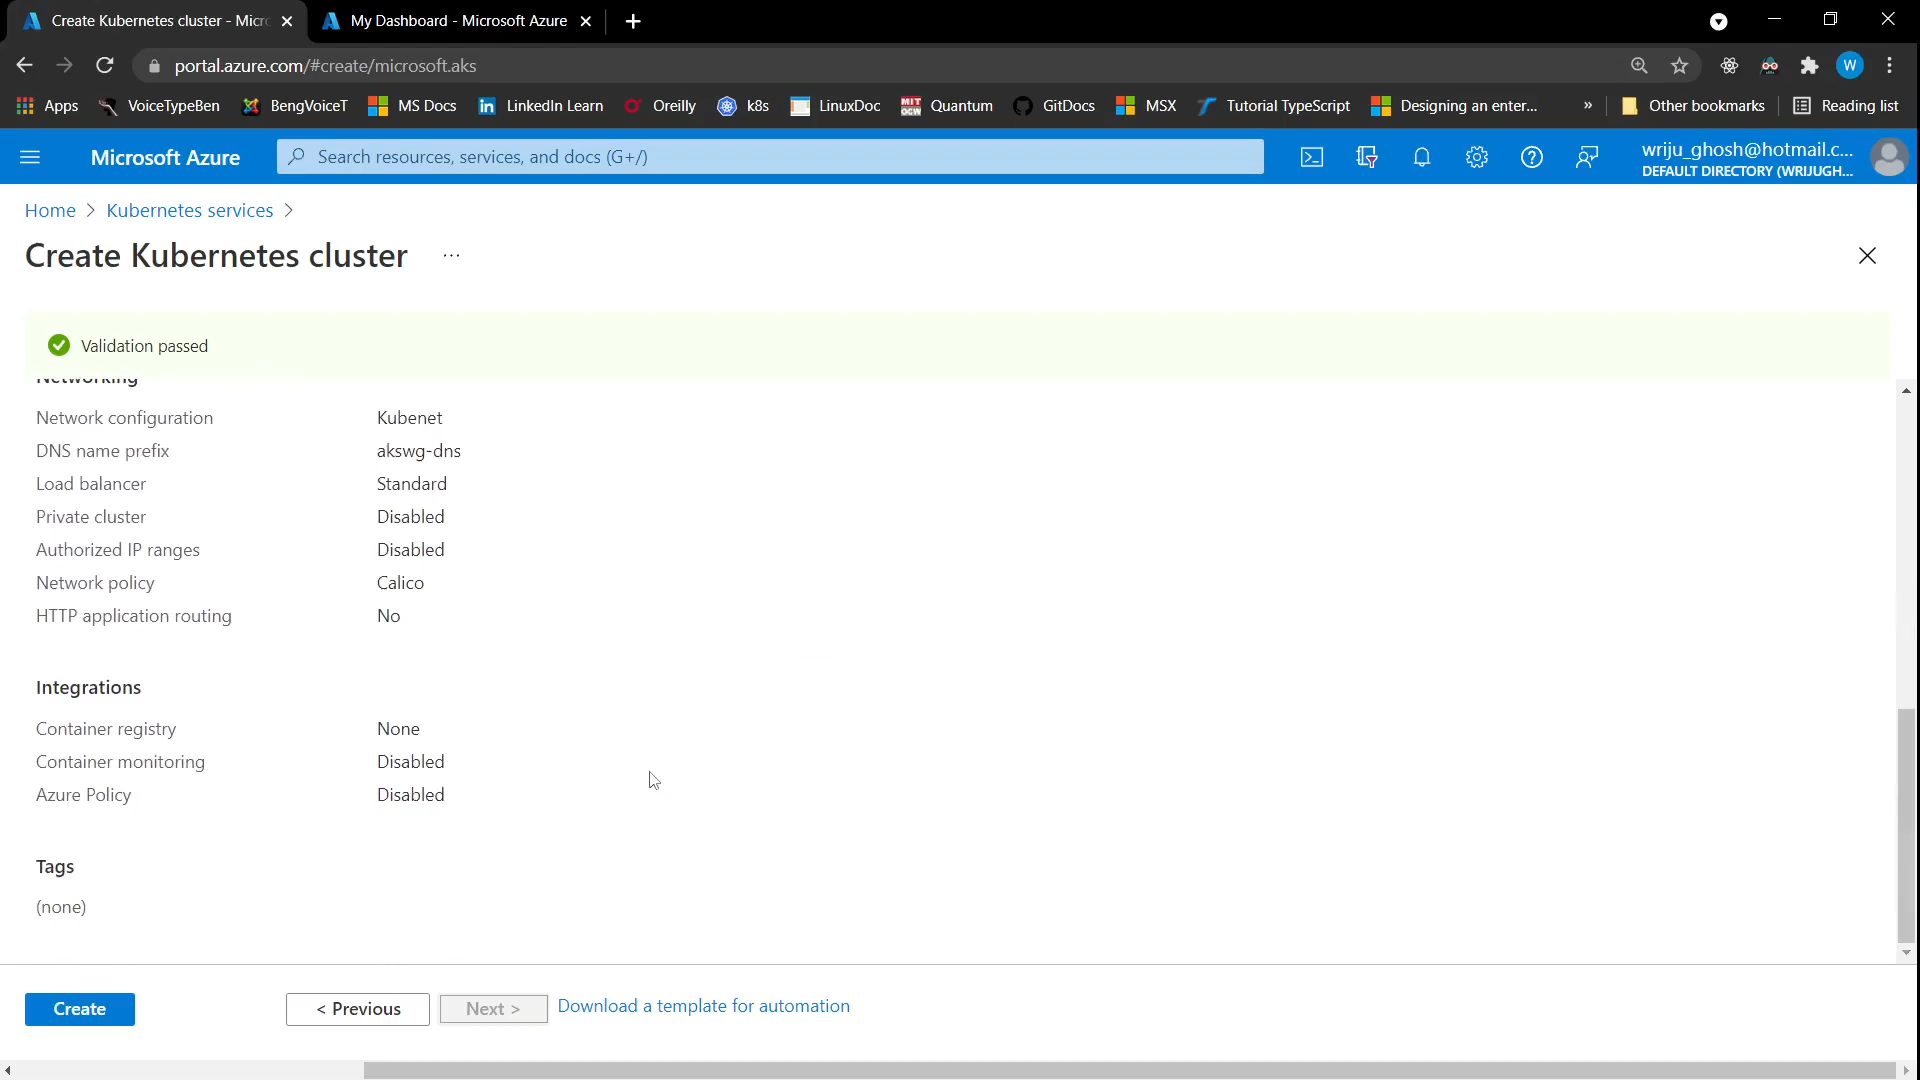 Create Kubernetes cluster - Micr
My Dashboard - Microsoft Azure
portal.azure.com/#create/microsoft.aks
W
Apps VoiceTypeBen BengVoiceT MS Docs LinkedIn Learn Oreilly k8s LinuxDoc MIT OCW Quantum GitDocs MSX Tutorial TypeScript Designing an enter... » Other bookmarks Reading list
Microsoft Azure
Search resources, services, and docs (G+/)
wriju_ghosh@hotmail.c...
DEFAULT DIRECTORY (WRIJUGH...
Home > Kubernetes services >
Create Kubernetes cluster ...
Validation passed
Networking
Network configuration Kubenet
DNS name prefix akswg-dns
Load balancer Standard
Private cluster Disabled
Authorized IP ranges Disabled
Network policy Calico
HTTP application routing No
Integrations
Container registry None
Container monitoring Disabled
Azure Policy Disabled
Tags
(none)
Create < Previous Next > Download a template for automation